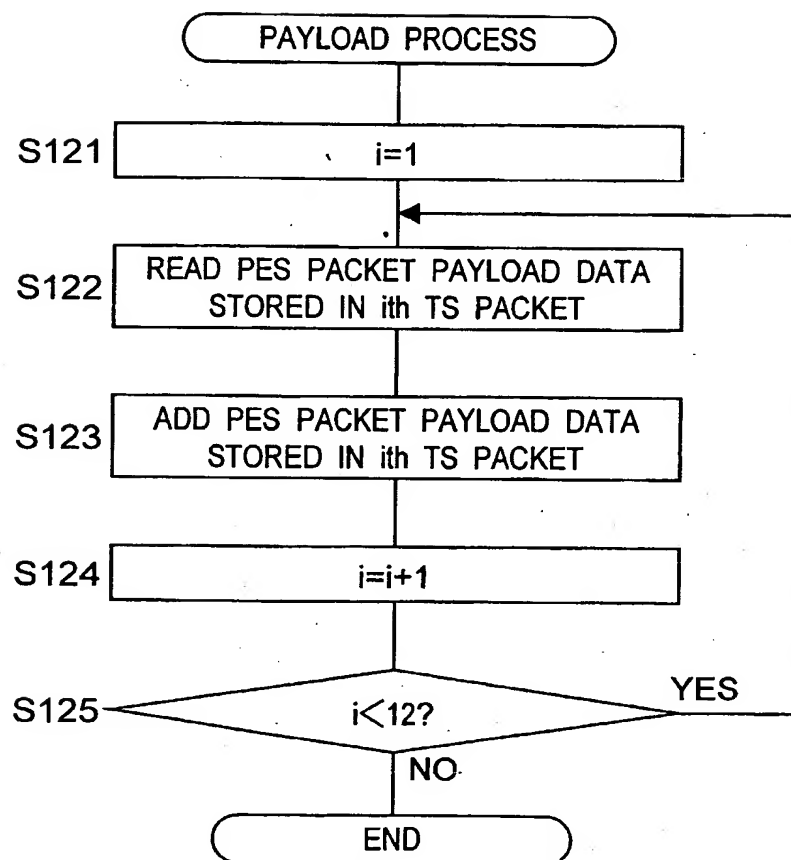 PAYLOAD PROCESS
S121
i=1
S122
READ PES PACKET PAYLOAD DATA
STORED IN ith TS PACKET
S123
ADD PES PACKET PAYLOAD DATA
STORED IN ith TS PACKET
S124
i=i+1
S125
i<12?
YES
NO
END